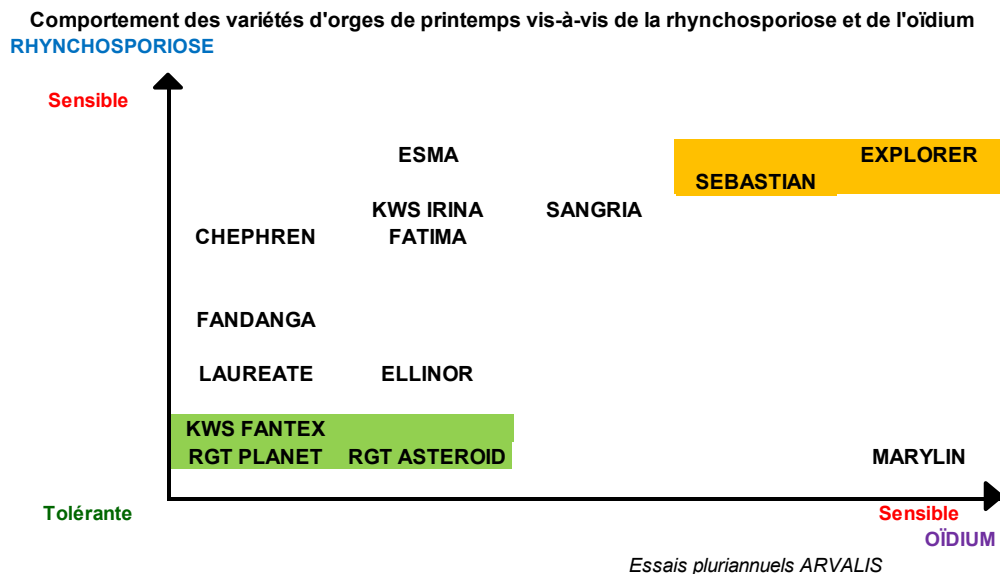 Comportement des variétés d'orges de printemps vis-à-vis de la rhynchosporiose et de l'oïdium
RHYNCHOSPORIOSE
Sensible
ESMA EXPLORER
SEBASTIAN
KWS IRINA SANGRIA
CHEPHREN FATIMA
FANDANGA
LAUREATE ELLINOR
KWS FANTEX
RGT PLANET RGT ASTEROID MARYLIN
Tolérante Sensible
OÏDIUM
Essais pluriannuels ARVALIS